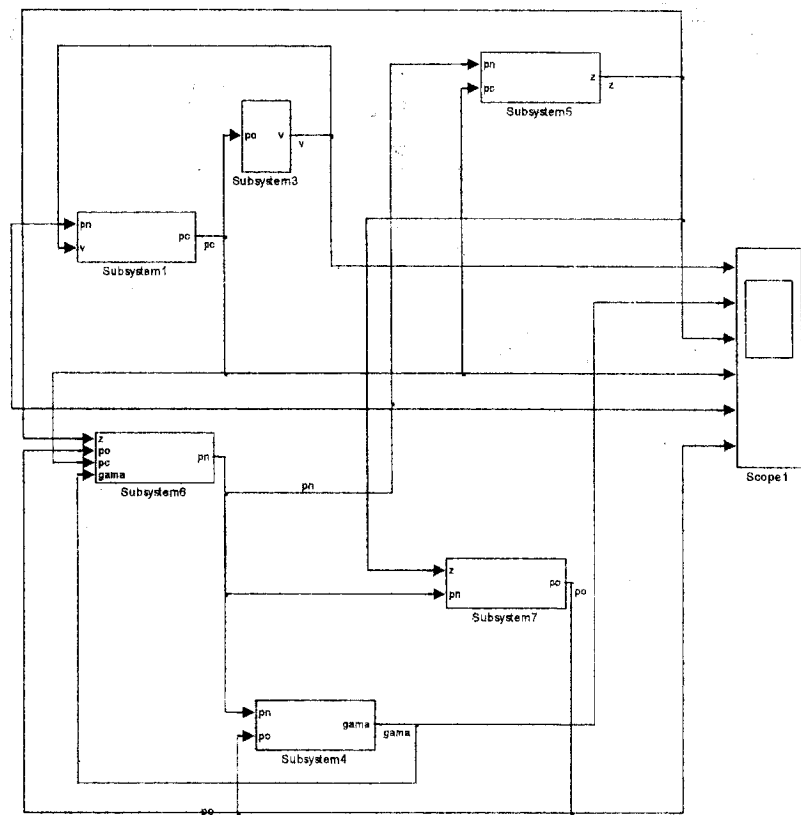 pn
z
pc
z
Subsystem5
po
v
v
Subsystem3
pn
pc
v
pc
Subsystem1
z
po
pc
gama
pn
Subsystem6
Scope1
pn
z
pn
po
po
Subsystem7
pn
po
gama
gama
Subsystem4
po